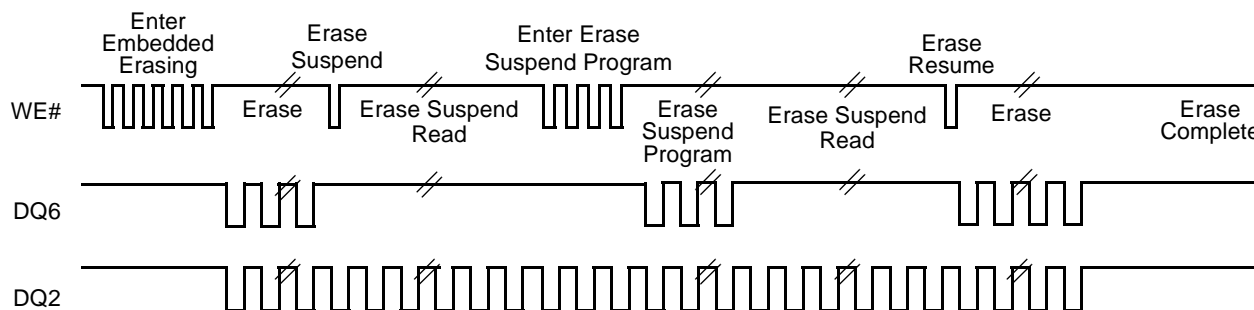 Enter
Embedded
Erasing
Erase
Suspend
Enter Erase
Suspend Program
Erase
Resume
WE#
Erase
Erase Suspend
Read
Erase
Suspend
Program
Erase Suspend
Read
Erase
Erase
Complete
DQ6
DQ2